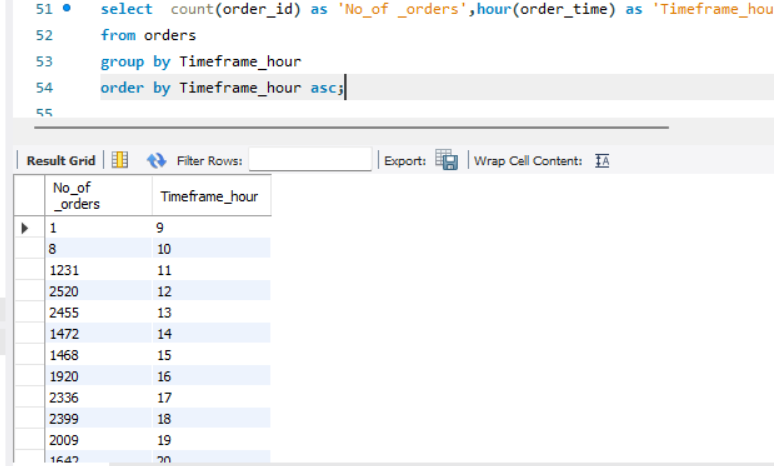 51 select count(order_id) as 'No_of _orders',hour(order_time) as 'Timeframe_hou
52 from orders
53 group by Timeframe_hour
54 order by Timeframe_hour asc;
55
Result Grid Filter Rows: Export: Wrap Cell Content: IA
No_of
_orders Timeframe_hour
1 9
8 10
1231 11
2520 12
2455 13
1472 14
1468 15
1920 16
2336 17
2399 18
2009 19
1642 20